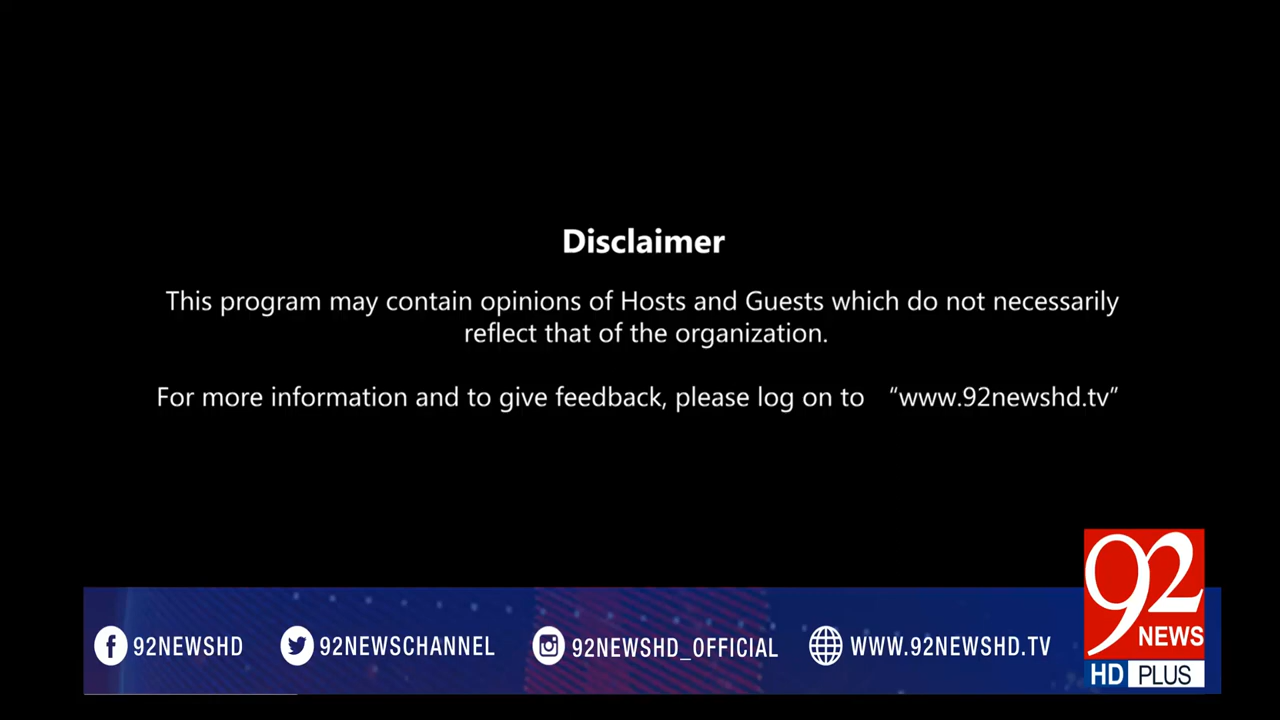 Disclaimer
This program may contain opinions of Hosts and Guests which do not necessarily
reflect that of the organization.
For more information and to give feedback, please log on to “www.92newshd.tv”
92NEWSHD 92NEWSCHANNEL 92NEWSHD_OFFICIAL WWW.92NEWSHD.TV
92
NEWS
HD PLUS